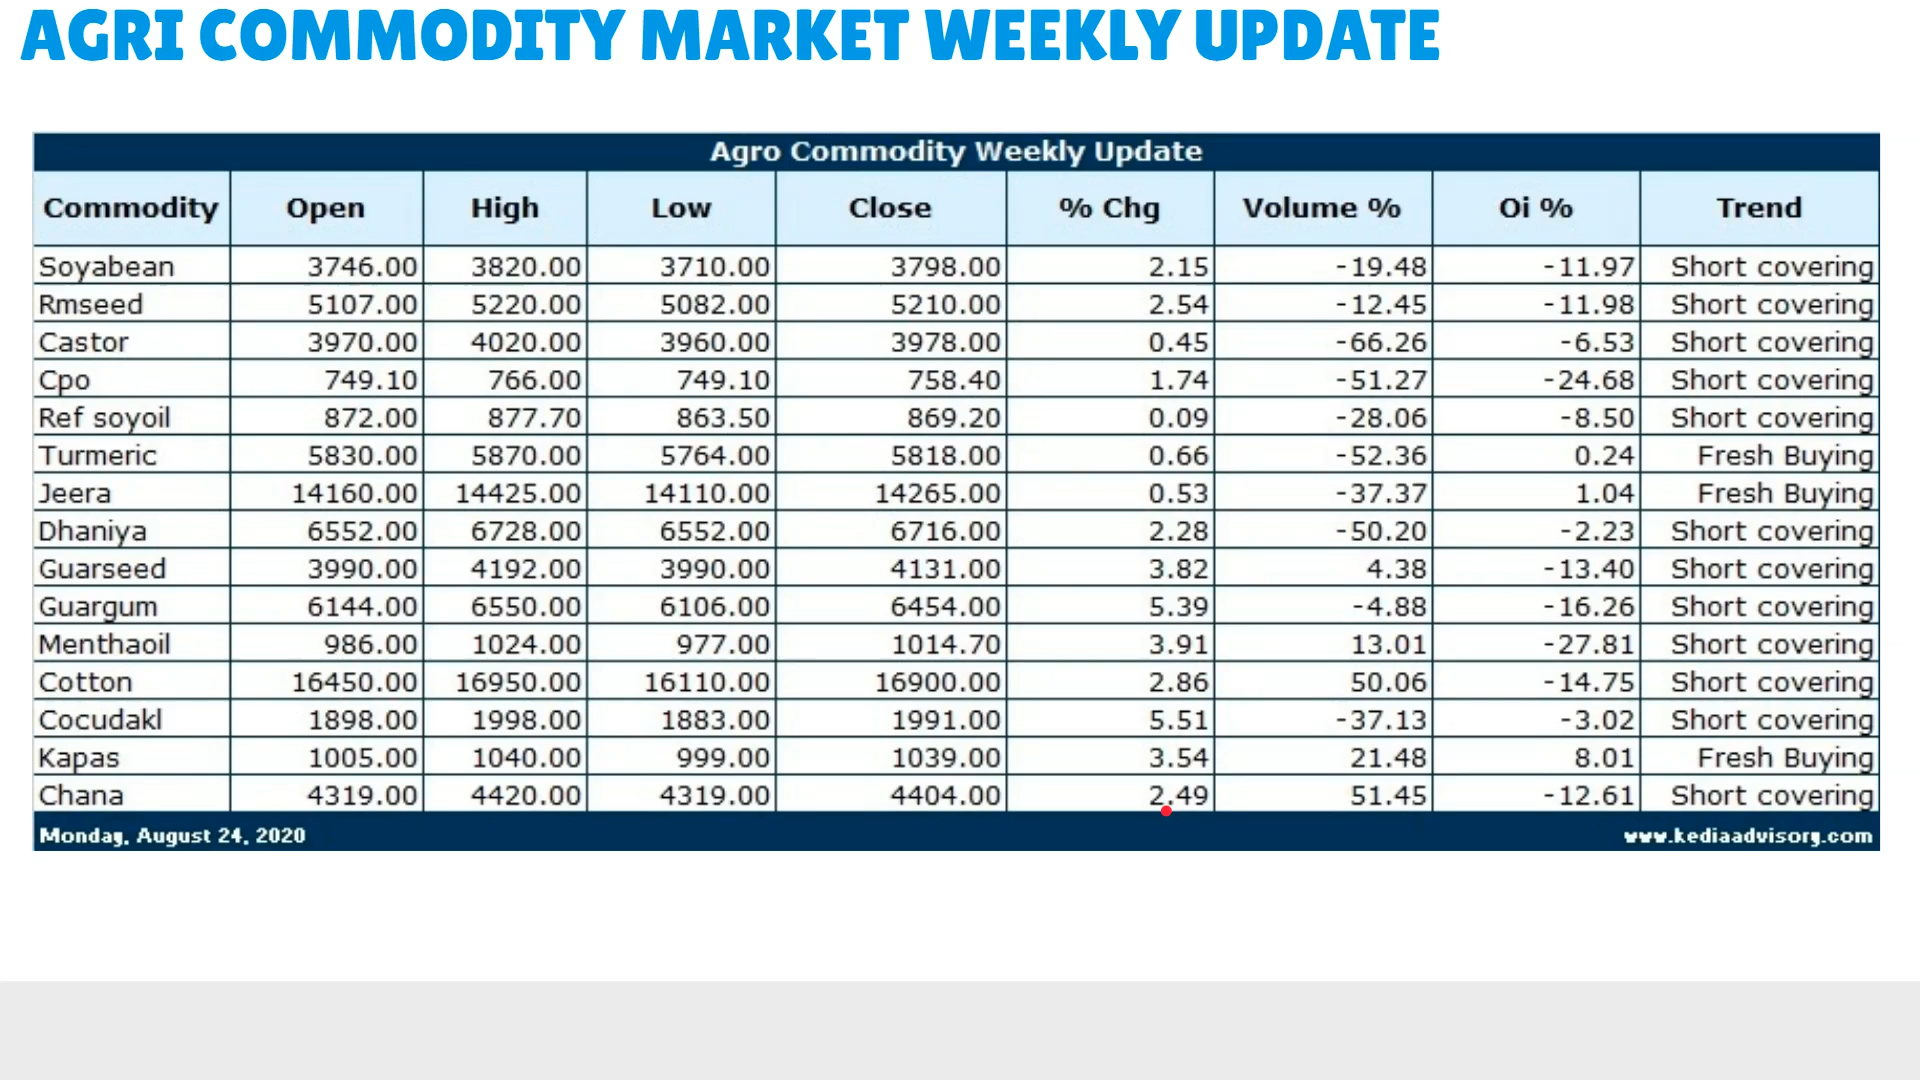 AGRI COMMODITY MARKET WEEKLY UPDATE
Agro Commodity Weekly Update
Commodity Open High Low Close % Chg Volume % Oi % Trend
Soyabean 3746.00 3820.00 3710.00 3798.00 2.15 -19.48 -11.97 Short covering
Rmseed 5107.00 5220.00 5082.00 5210.00 2.54 -12.45 -11.98 Short covering
Castor 3970.00 4020.00 3960.00 3978.00 0.45 -66.26 -6.53 Short covering
Cpo 749.10 766.00 749.10 758.40 1.74 -51.27 -24.68 Short covering
Ref soyoil 872.00 877.70 863.50 869.20 0.09 -28.06 -8.50 Short covering
Turmeric 5830.00 5870.00 5764.00 5818.00 0.66 -52.36 0.24 Fresh Buying
Jeera 14160.00 14425.00 14110.00 14265.00 0.53 -37.37 1.04 Fresh Buying
Dhaniya 6552.00 6728.00 6552.00 6716.00 2.28 -50.20 -2.23 Short covering
Guarseed 3990.00 4192.00 3990.00 4131.00 3.82 4.38 -13.40 Short covering
Guargum 6144.00 6550.00 6106.00 6454.00 5.39 -4.88 -16.26 Short covering
Menthaoil 986.00 1024.00 977.00 1014.70 3.91 13.01 -27.81 Short covering
Cotton 16450.00 16950.00 16110.00 16900.00 2.86 50.06 -14.75 Short covering
Cocudakl 1898.00 1998.00 1883.00 1991.00 5.51 -37.13 -3.02 Short covering
Kapas 1005.00 1040.00 999.00 1039.00 3.54 21.48 8.01 Fresh Buying
Chana 4319.00 4420.00 4319.00 4404.00 2.49 51.45 -12.61 Short covering
Monday, August 24, 2020 www.kediaadvisory.com